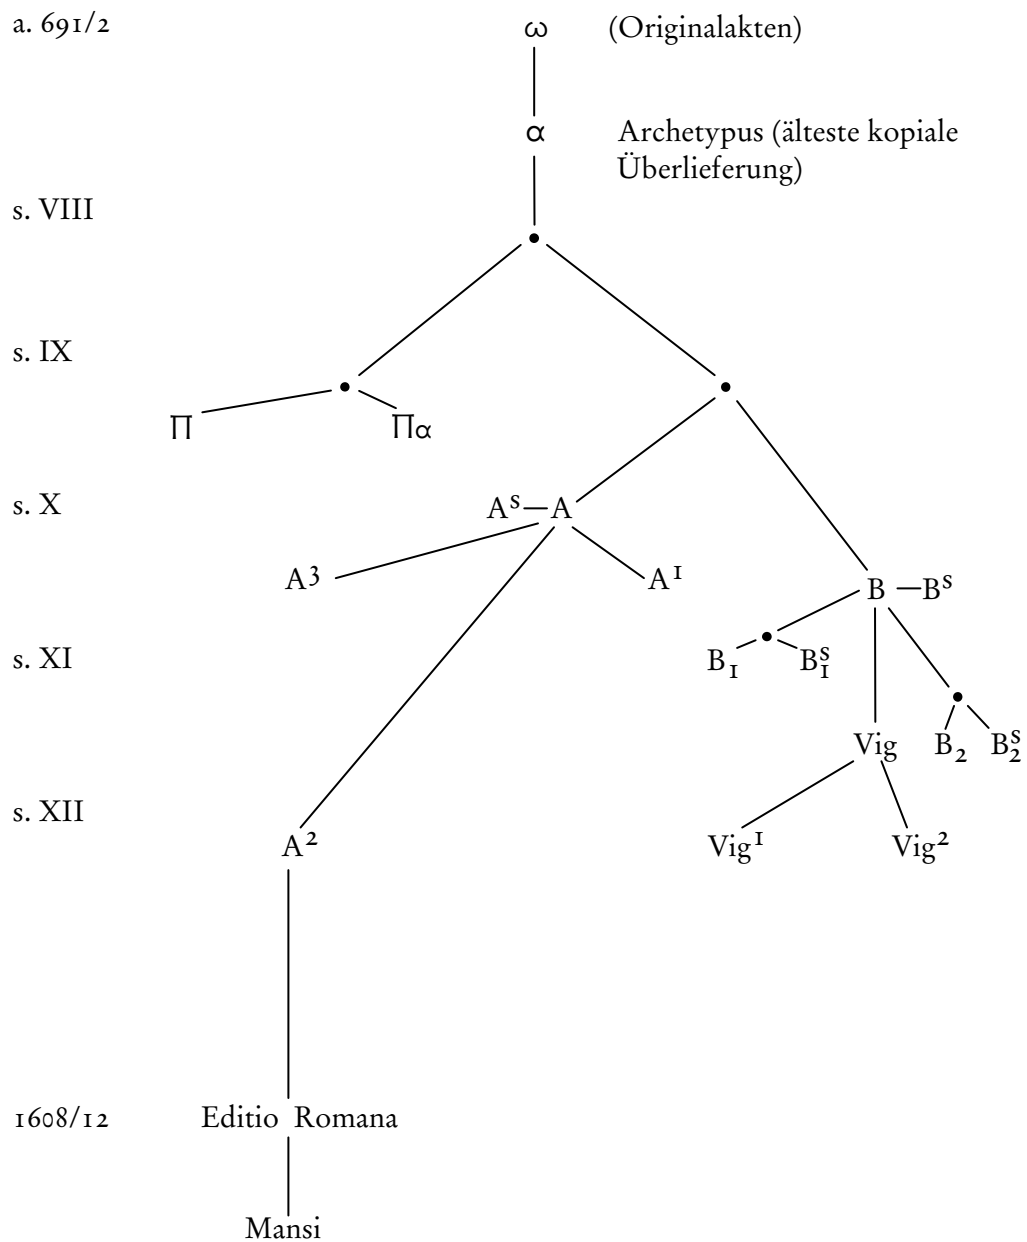 a. 691/2 ω (Originalakten)
α Archetypus (älteste kopiale
Überlieferung)
s. VIII
s. IX
Π Πα
s. X Aˢ A
A³ A¹ B Bˢ
s. XI B₁ B₁ˢ
Vig B₂ B₂ˢ
s. XII
A² Vig¹ Vig²
1608/12 Editio Romana
Mansi